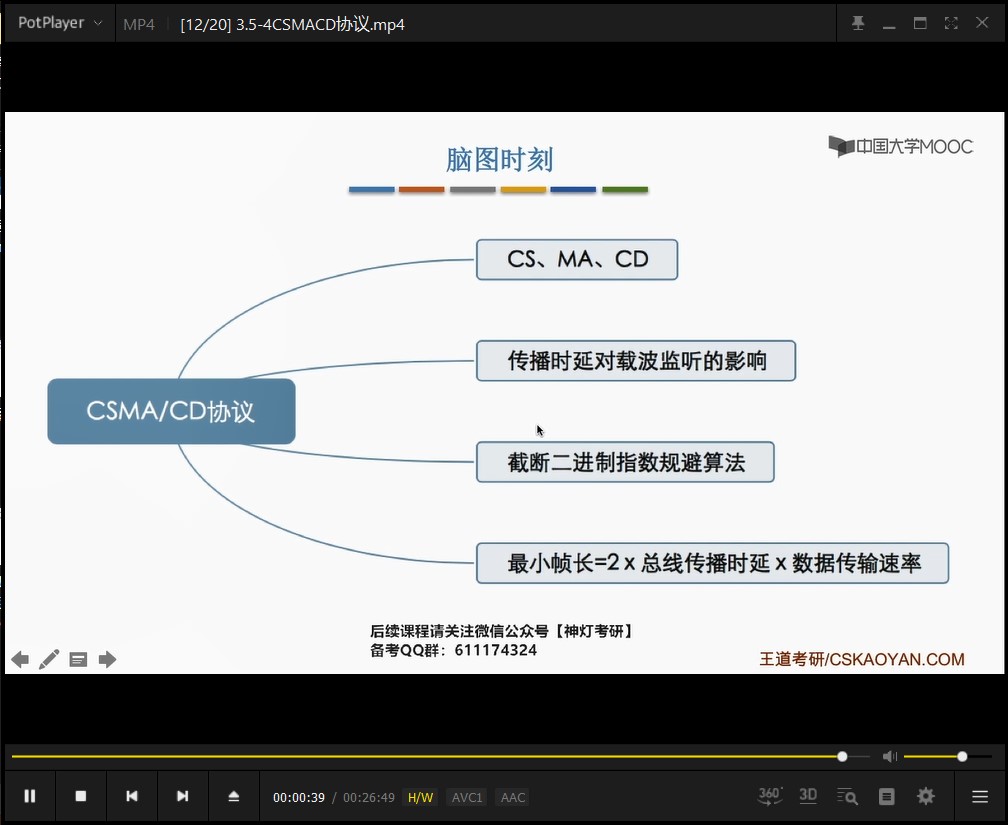 PotPlayer MP4 [12/20] 3.5-4CSMACD协议.mp4
中国大学MOOC
脑图时刻
CS、MA、CD
传播时延对载波监听的影响
CSMA/CD协议
截断二进制指数规避算法
最小帧长=2 x 总线传播时延 x 数据传输速率
后续课程请关注微信公众号【神灯考研】
备考QQ群：611174324
王道考研/CSKAOYAN.COM
00:00:39 / 00:26:49 H/W AVC1 AAC 360° 3D